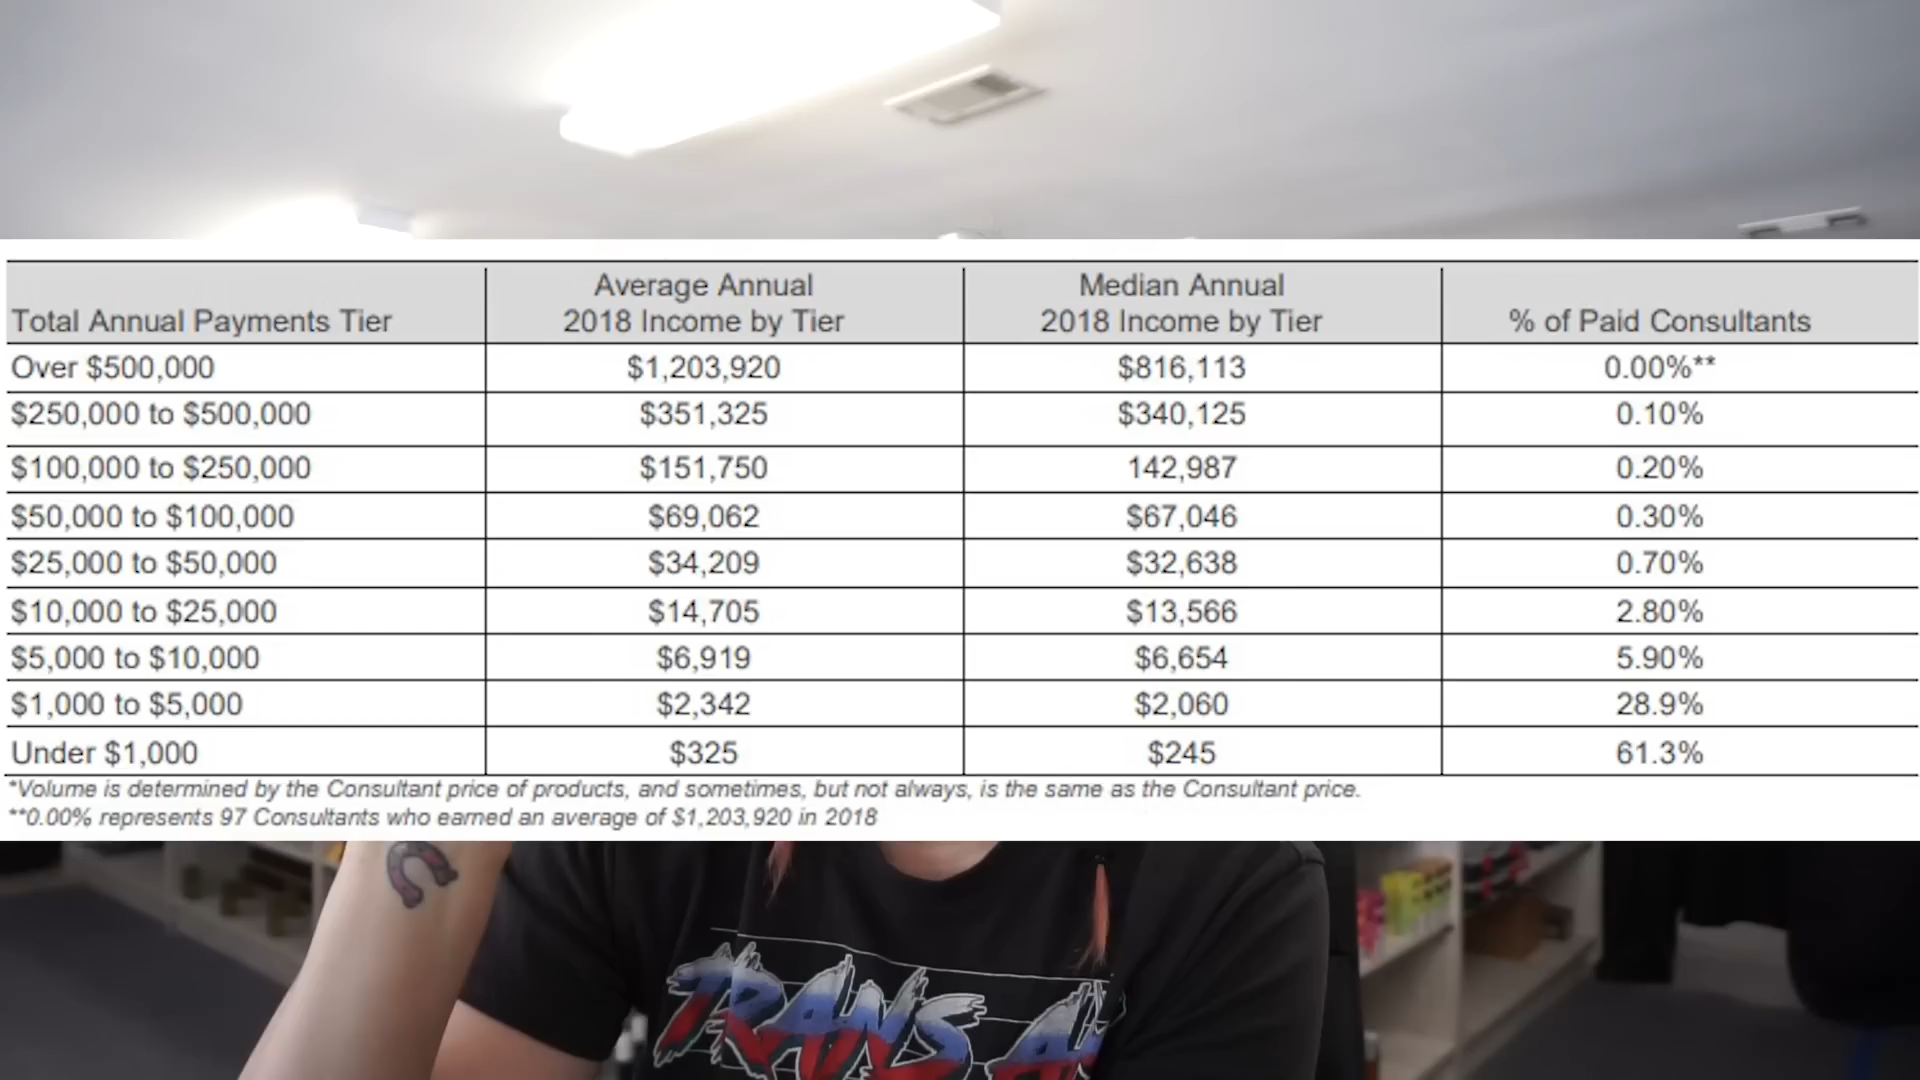 Average Annual Median Annual
Total Annual Payments Tier 2018 Income by Tier 2018 Income by Tier % of Paid Consultants
Over $500,000 $1,203,920 $816,113 0.00%**
$250,000 to $500,000 $351,325 $340,125 0.10%
$100,000 to $250,000 $151,750 142,987 0.20%
$50,000 to $100,000 $69,062 $67,046 0.30%
$25,000 to $50,000 $34,209 $32,638 0.70%
$10,000 to $25,000 $14,705 $13,566 2.80%
$5,000 to $10,000 $6,919 $6,654 5.90%
$1,000 to $5,000 $2,342 $2,060 28.9%
Under $1,000 $325 $245 61.3%
*Volume is determined by the Consultant price of products, and sometimes, but not always, is the same as the Consultant price.
**0.00% represents 97 Consultants who earned an average of $1,203,920 in 2018
TRANS